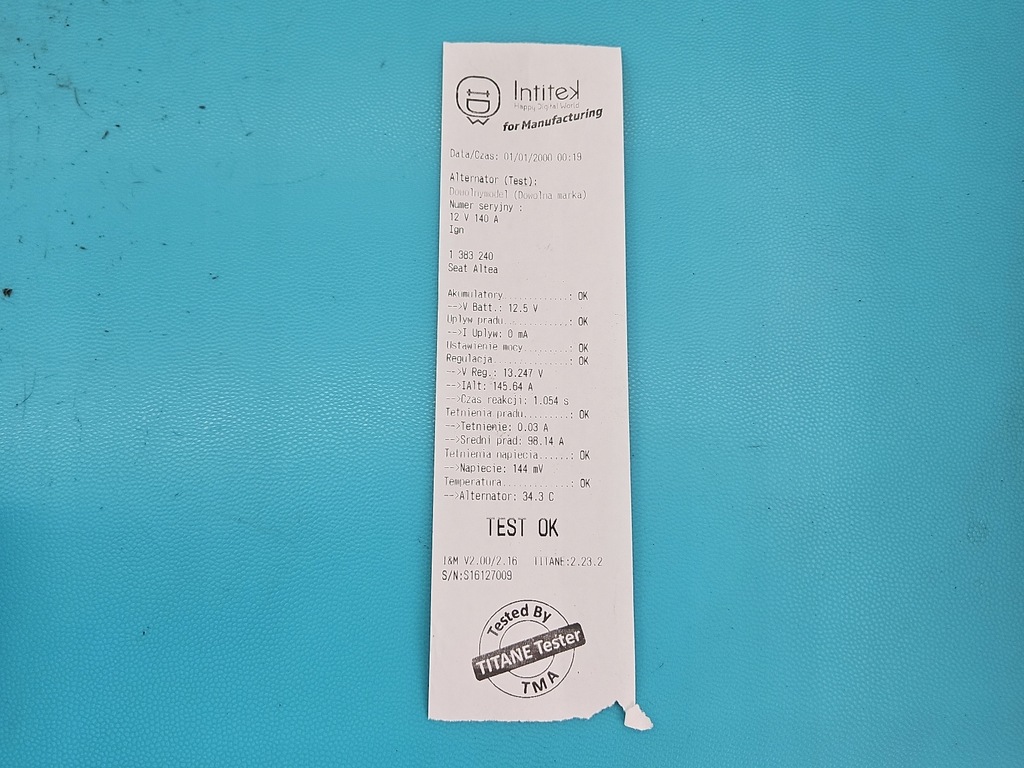 Intitek
Happy Digital World
for Manufacturing
Data/Czas: 01/01/2000 00:19
Alternator (Test):
Dowolnymodel (Dowolna marka)
Numer seryjny :
12 V 140 A
Ign
1 383 240
Seat Altea
Akumulatory.............: OK
-->V Batt.: 12.5 V
Uplyw pradu.............: OK
-->I Uplyw: 0 mA
Ustawienie mocy.........: OK
Regulacja...............: OK
-->V Reg.: 13.247 V
-->IAlt: 145.64 A
-->Czas reakcji: 1.054 s
Tetnienia pradu.........: OK
-->Tetnienie: 0.03 A
-->Sredni prad: 98.14 A
Tetnienia napiecia......: OK
-->Napiecie: 144 mV
Temperatura.............: OK
-->Alternator: 34.3 C
TEST OK
I&M V2.00/2.16 TITANE:2.23.2
S/N:S16127009
Tested By
TITANE Tester
TMA